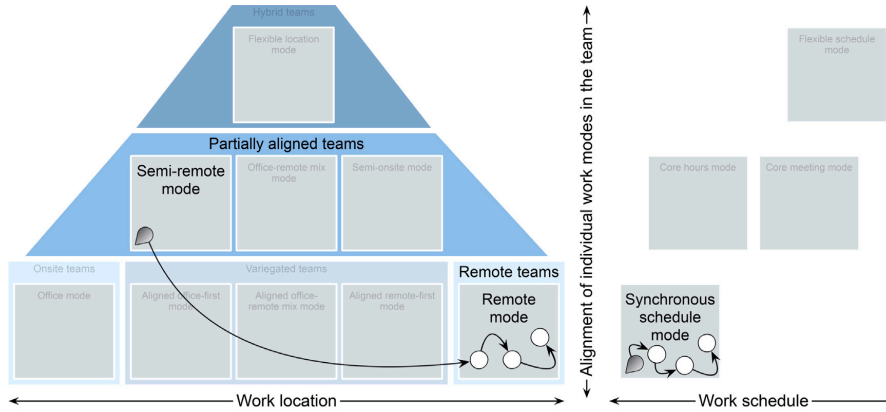 Hybrid teams
Flexible location
mode
Partially aligned teams
Semi-remote
mode
Office-remote mix
mode
Semi-onsite mode
Onsite teams
Variegated teams
Remote teams
Office mode
Aligned office-first mode
Aligned office-
remote mix mode
Aligned remote-first mode
Remote
mode
Work location
Alignment of individual work modes in the team
Flexible schedule
mode
Core hours mode
Core meeting mode
Synchronous
schedule
mode
Work schedule